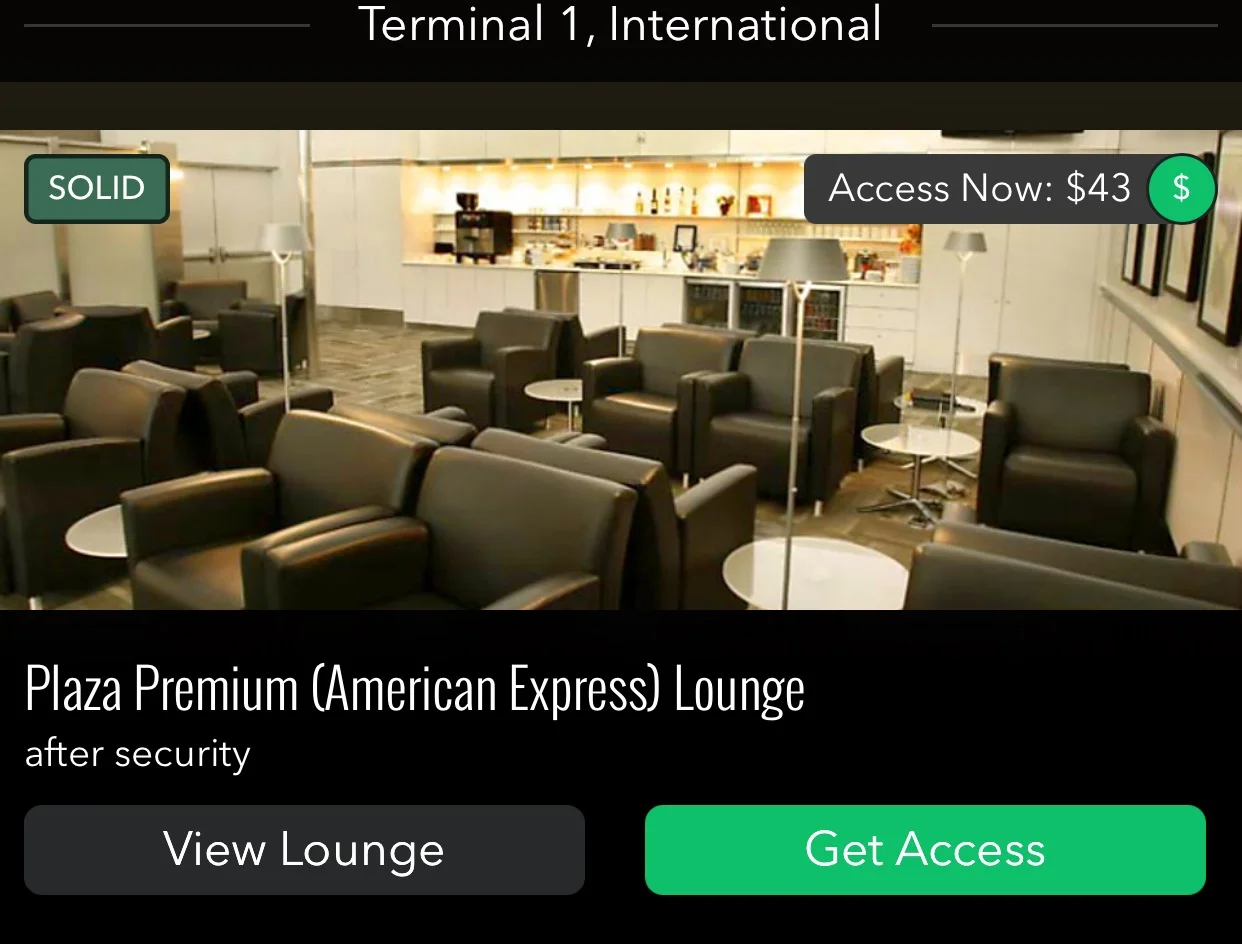 Terminal 1, International
SOLID
Access Now: $43
$
Plaza Premium (American Express) Lounge
after security
View Lounge
Get Access